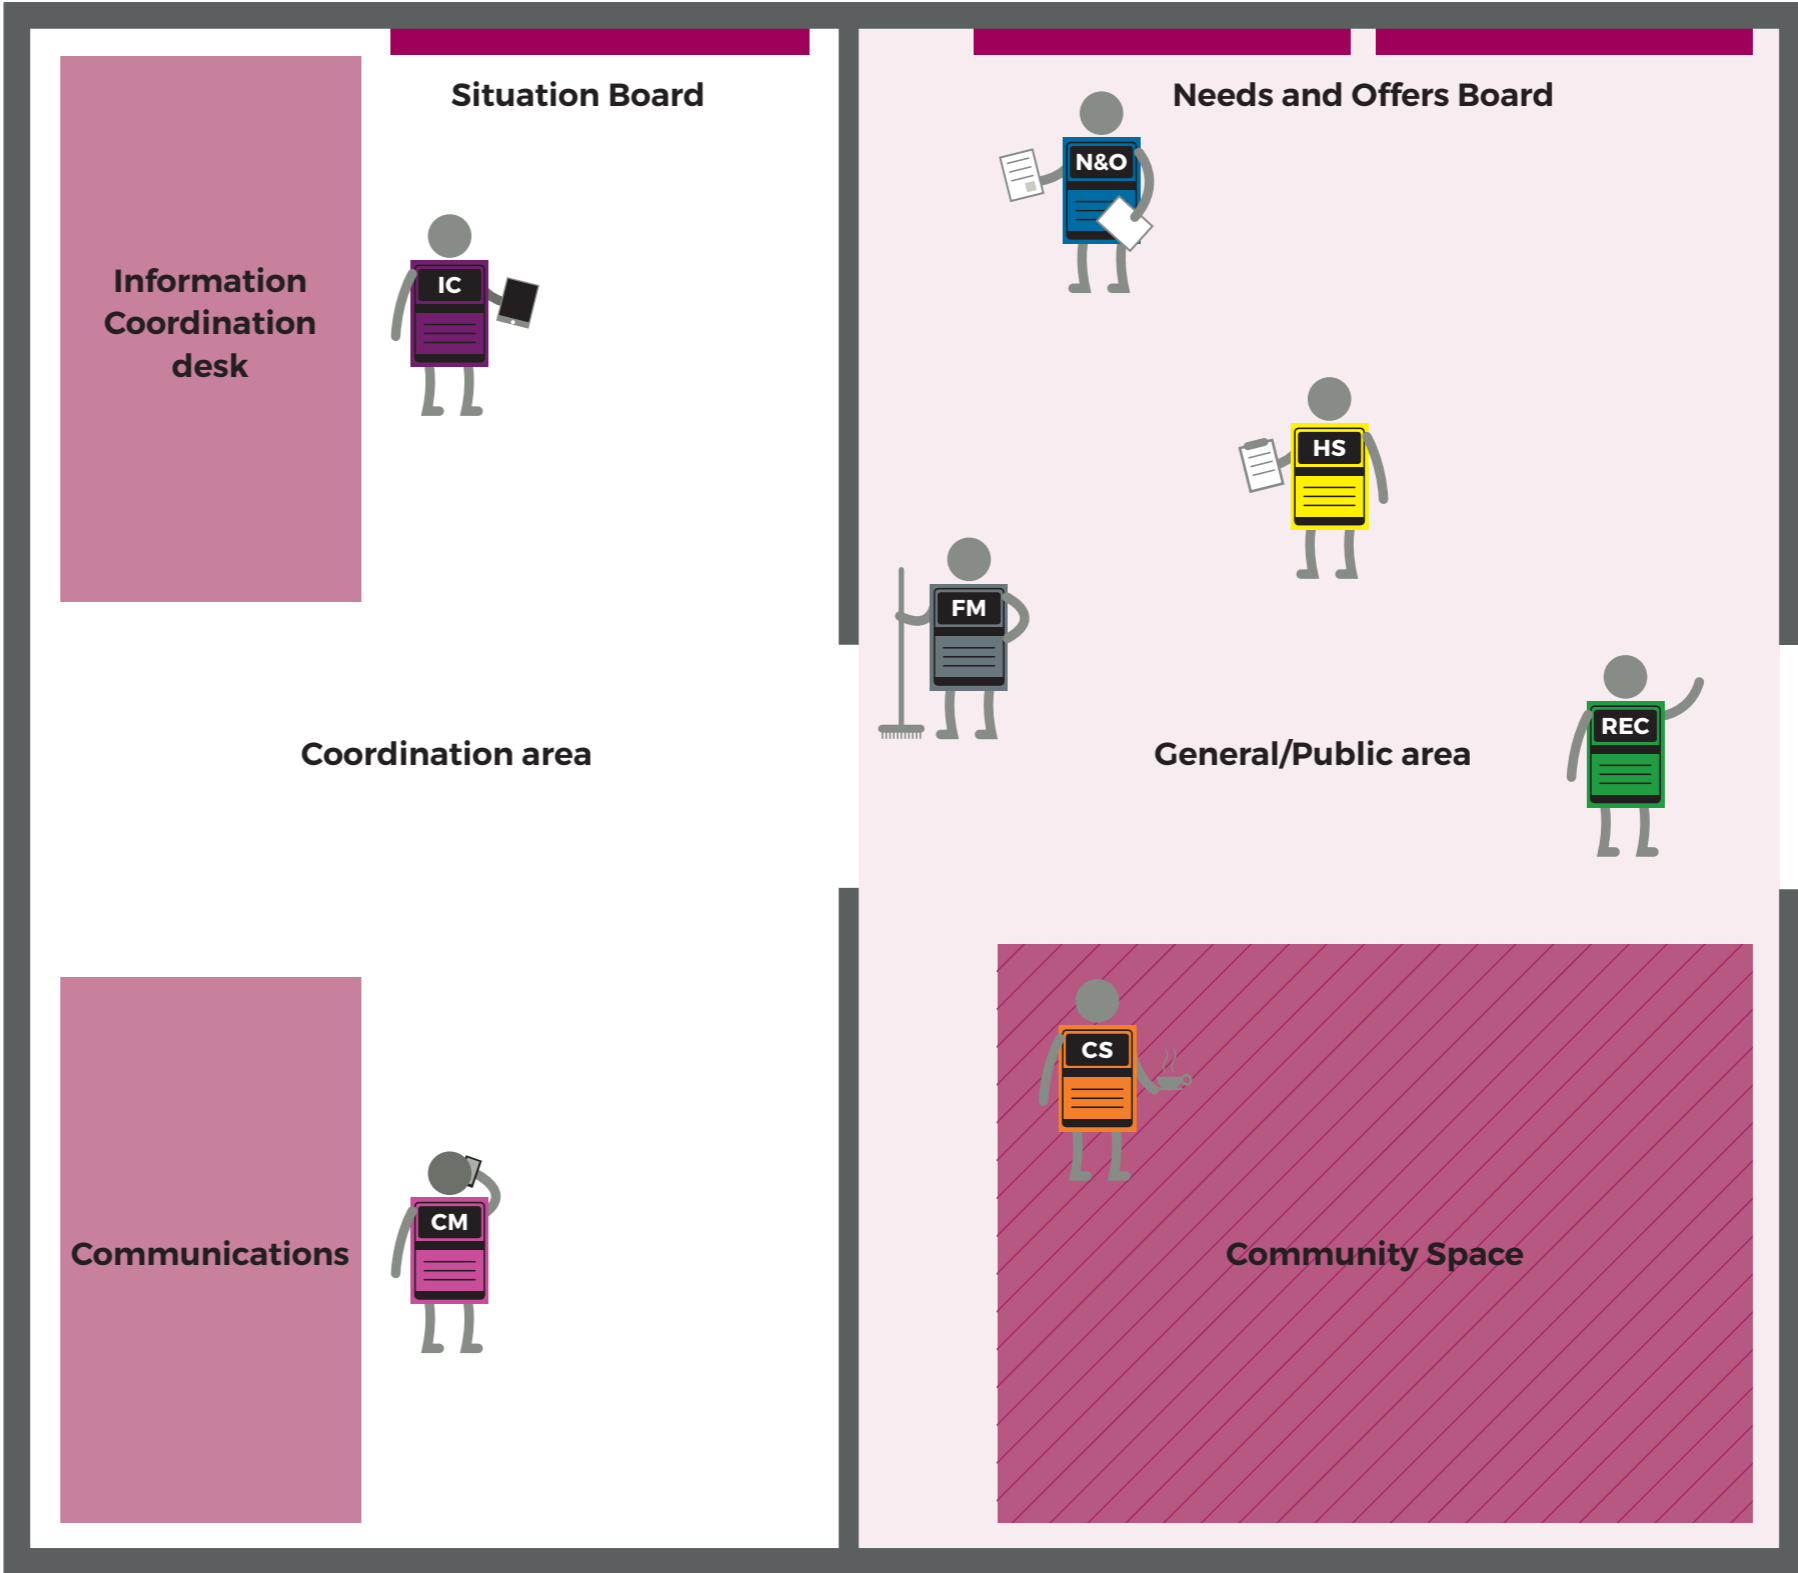 Situation Board
Needs and Offers Board
N&O
Information
Coordination
desk
IC
HS
FM
REC
Coordination area
General/Public area
CS
CM
Communications
Community Space